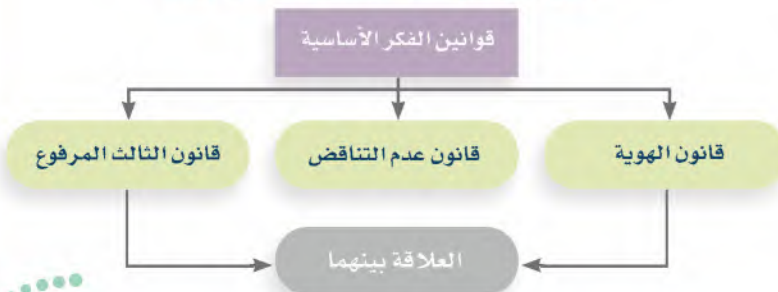 قوانين الفكر الأساسية
قانون الهوية
قانون عدم التناقض
قانون الثالث المرفوع
العلاقة بينهما